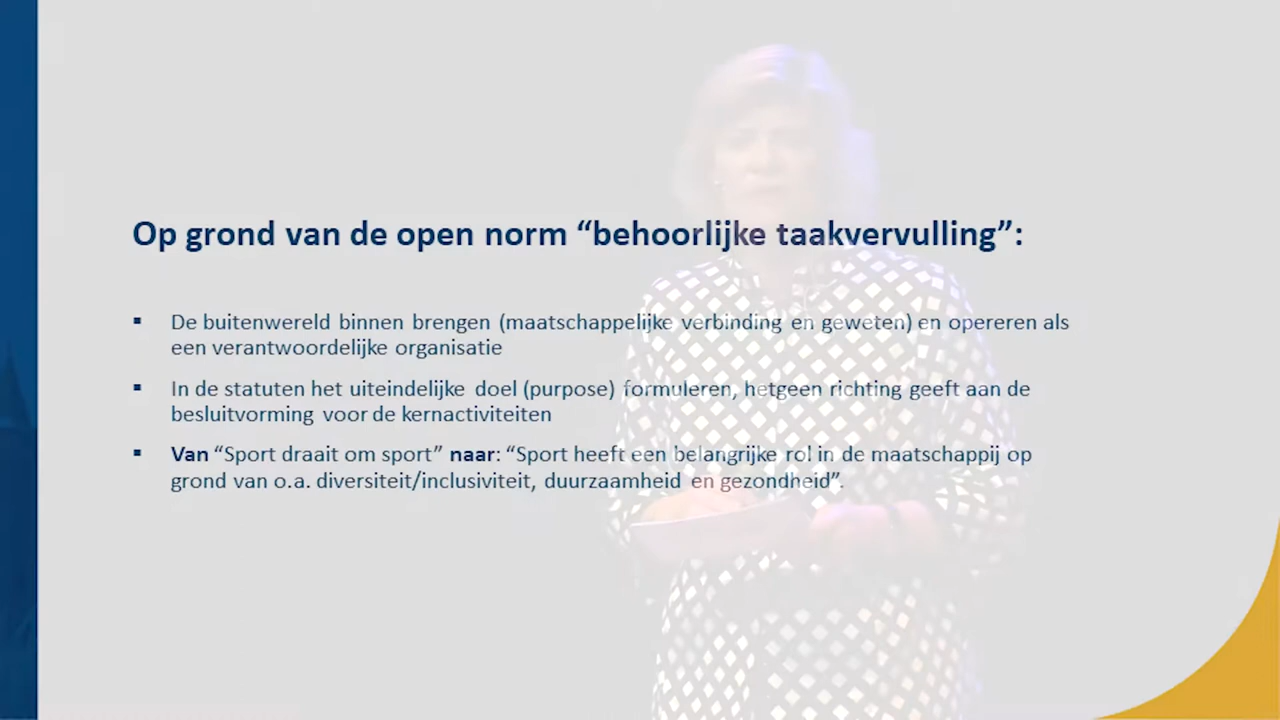 Op grond van de open norm “behoorlijke taakvervulling”:
De buitenwereld binnen brengen (maatschappelijke verbinding en geweten) en opereren als
een verantwoordelijke organisatie
In de statuten het uiteindelijke doel (purpose) formuleren, hetgeen richting geeft aan de
besluitvorming voor de kernactiviteiten
Van “Sport draait om sport” naar: “Sport heeft een belangrijke rol in de maatschappij op
grond van o.a. diversiteit/inclusiviteit, duurzaamheid en gezondheid”.